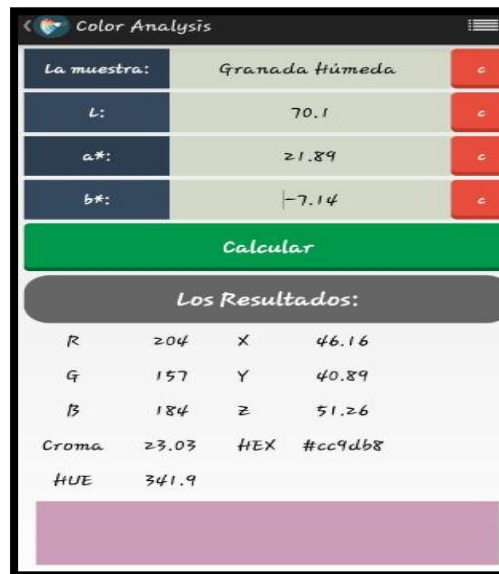 Color Analysis
La muestra: Granada Húmeda c
L: 70.1 c
a*: 21.89 c
b*: -7.14 c
Calcular
Los Resultados:
R 204 X 46.16
G 157 Y 40.89
B 184 Z 51.26
Croma 23.03 HEX #cc9db8
HUE 341.9